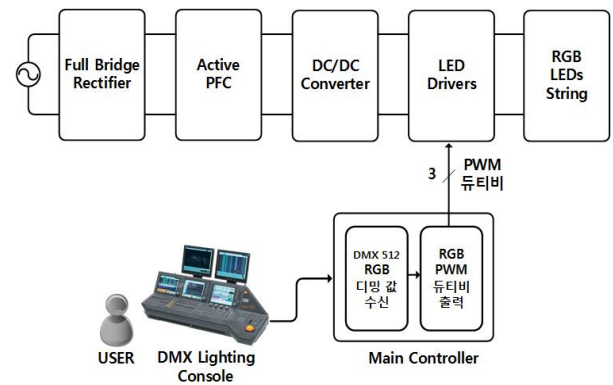 Full Bridge
Rectifier
Active
PFC
DC/DC
Converter
LED
Drivers
RGB
LEDs
String
3
PWM
듀티비
DMX 512
RGB
디밍 값
수신
RGB
PWM
듀티비
출력
USER
DMX Lighting
Console
Main Controller